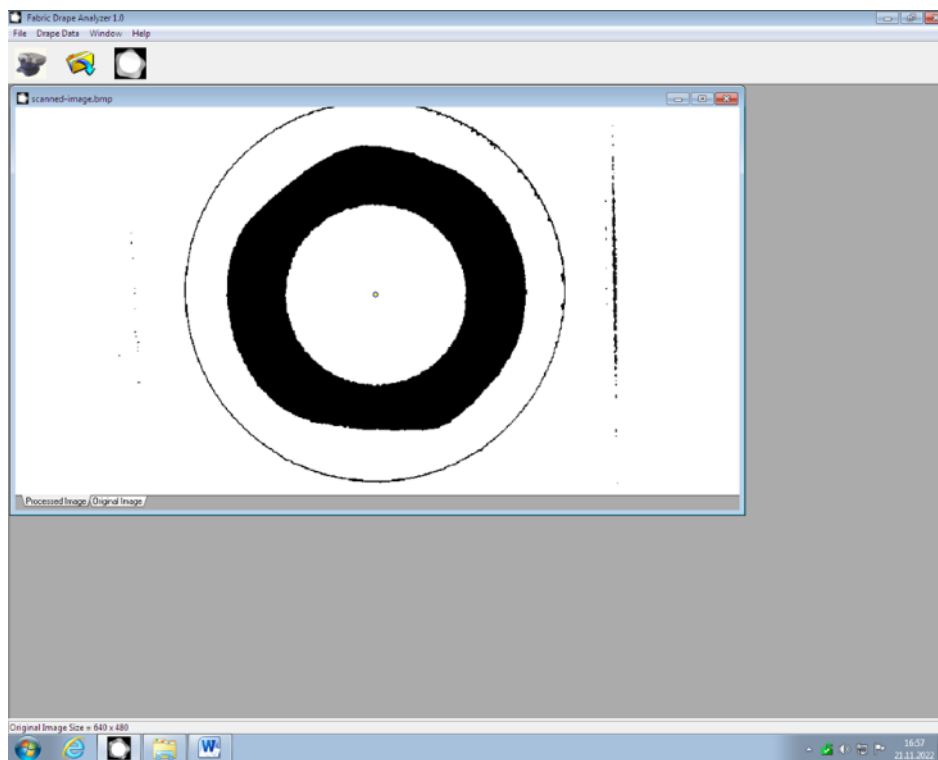 Fabric Drape Analyzer 1.0
File Drape Data Window Help
scanned-image.bmp
Processed Image Original Image
Original Image Size = 640 x 480
16:57
21.11.2022